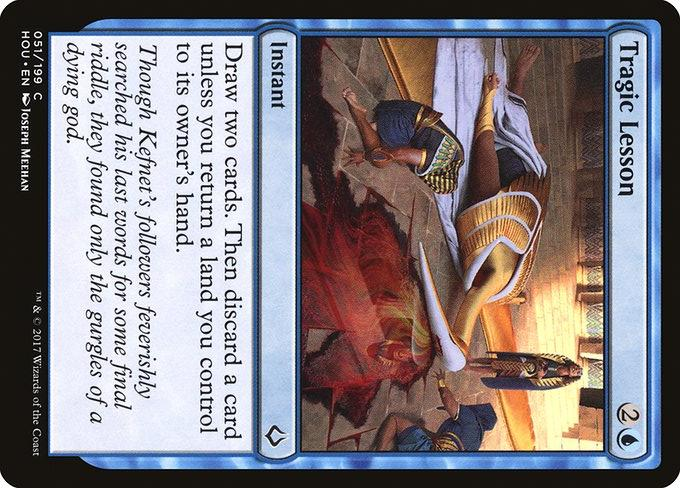 Tragic Lesson 2
Instant
Draw two cards. Then discard a card
unless you return a land you control
to its owner's hand.
Though Kefnet's followers feverishly
searched his last words for some final
riddle, they found only the gurgles of a
dying god.
051/199 C
HOU • EN Joseph Meehan
™ & © 2017 Wizards of the Coast